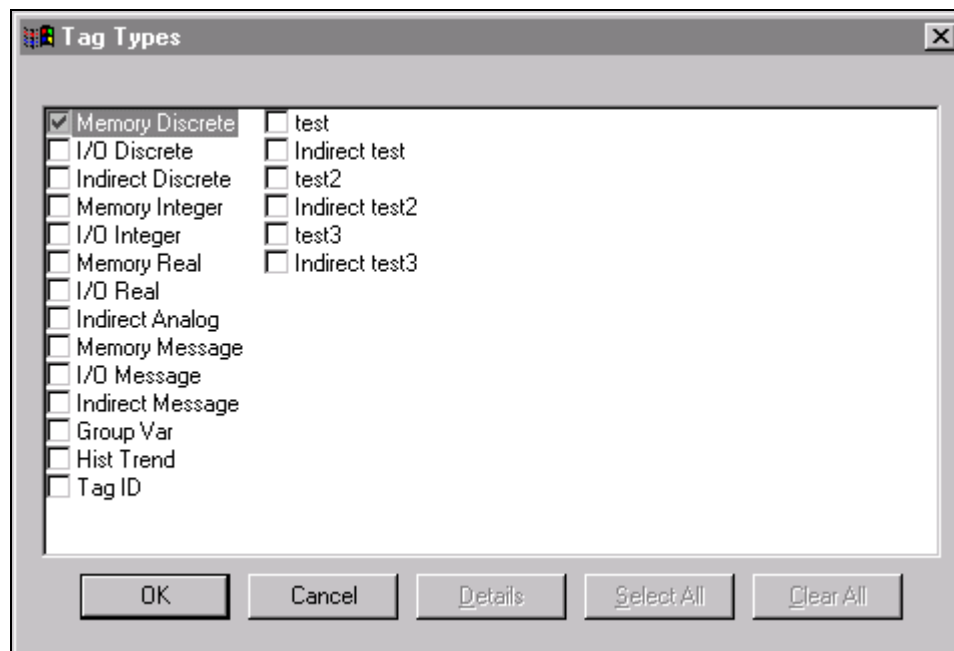 Tag Types
Memory Discrete
I/O Discrete
Indirect Discrete
Memory Integer
I/O Integer
Memory Real
I/O Real
Indirect Analog
Memory Message
I/O Message
Indirect Message
Group Var
Hist Trend
Tag ID
test
Indirect test
test2
Indirect test2
test3
Indirect test3
OK
Cancel
Details
Select All
Clear All